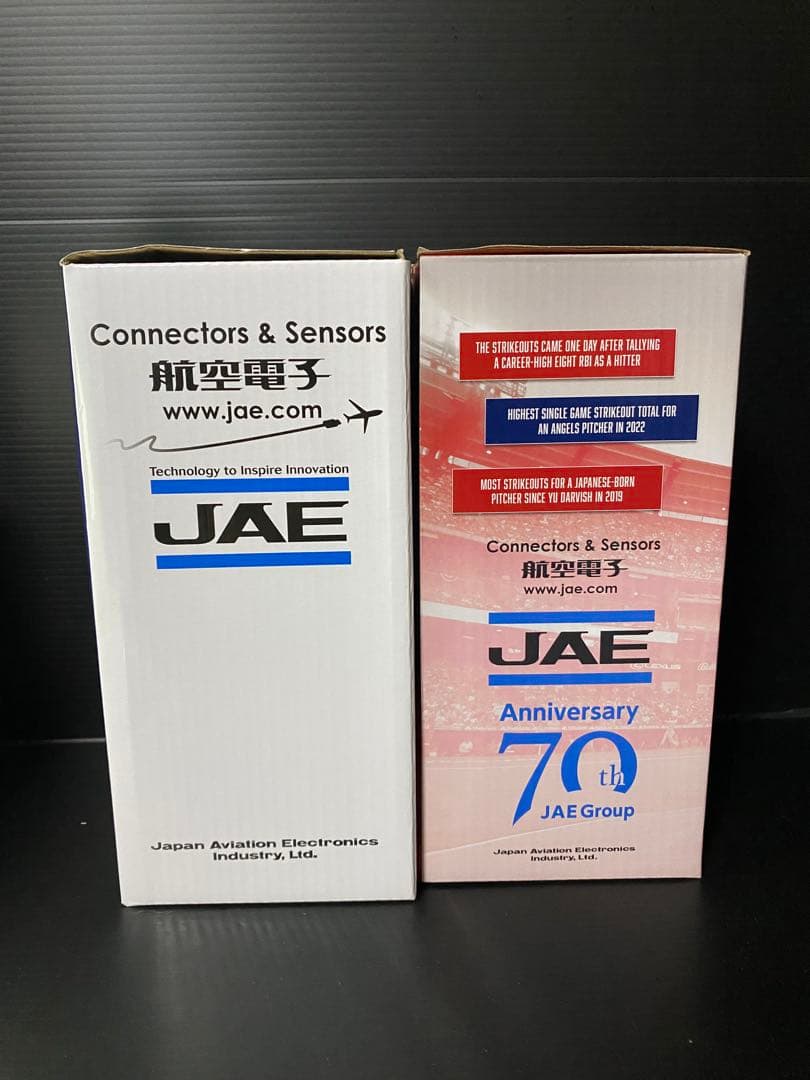 Connectors & Sensors
航空電子
www.jae.com
Technology to Inspire Innovation
JAE
Japan Aviation Electronics
Industry, Ltd.
THE STRIKEOUTS CAME ONE DAY AFTER TALLYING
A CAREER-HIGH EIGHT RBI AS A HITTER
HIGHEST SINGLE GAME STRIKEOUT TOTAL FOR
AN ANGELS PITCHER IN 2022
MOST STRIKEOUTS FOR A JAPANESE-BORN
PITCHER SINCE YU DARVISH IN 2019
Connectors & Sensors
航空電子
www.jae.com
JAE
LEXUS
Anniversary
70th
JAE Group
Japan Aviation Electronics
Industry, Ltd.